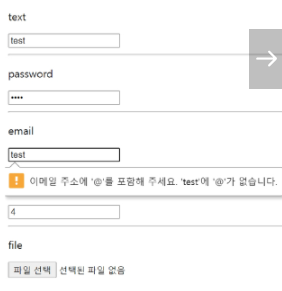 text
test
password
••••
email
test
이메일 주소에 '@'를 포함해 주세요. 'test'에 '@'가 없습니다.
4
file
파일 선택 선택된 파일 없음